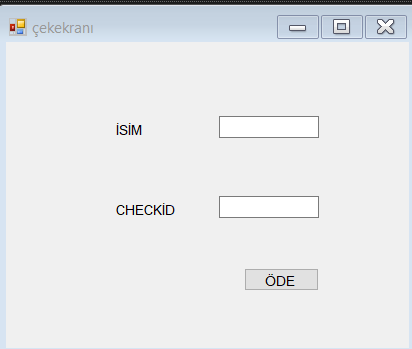 çekekranı
İSİM
CHECKİD
ÖDE